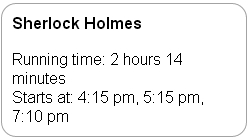 Sherlock Holmes
Running time: 2 hours 14
minutes
Starts at: 4:15 pm, 5:15 pm,
7:10 pm